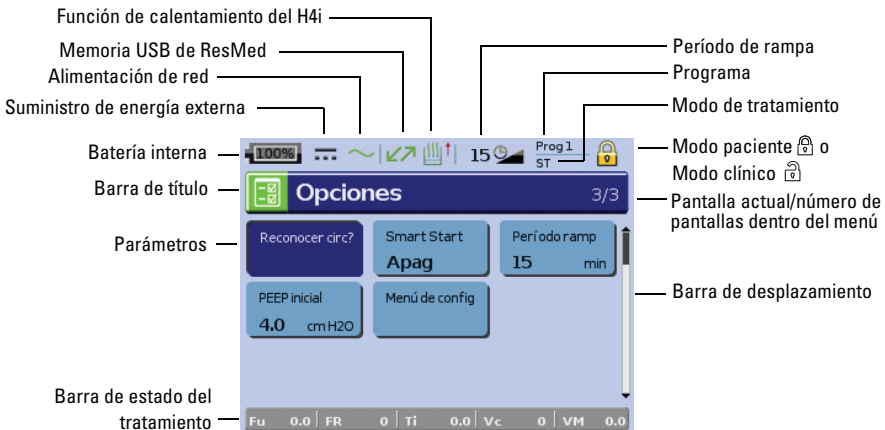 Función de calentamiento del H4i
Memoria USB de ResMed
Alimentación de red
Suministro de energía externa
Batería interna
Barra de título
Parámetros
Barra de estado del
tratamiento
Período de rampa
Programa
Modo de tratamiento
Modo paciente o
Modo clínico
Pantalla actual/número de
pantallas dentro del menú
Barra de desplazamiento
100%
15
Prog1
ST
Opciones 3/3
Reconocer circ?
Smart Start
Apag
Período ramp
15 min
PEEP inicial
4.0 cm H2O
Menú de config
Fu 0.0 FR 0 Ti 0.0 Vc 0 VM 0.0